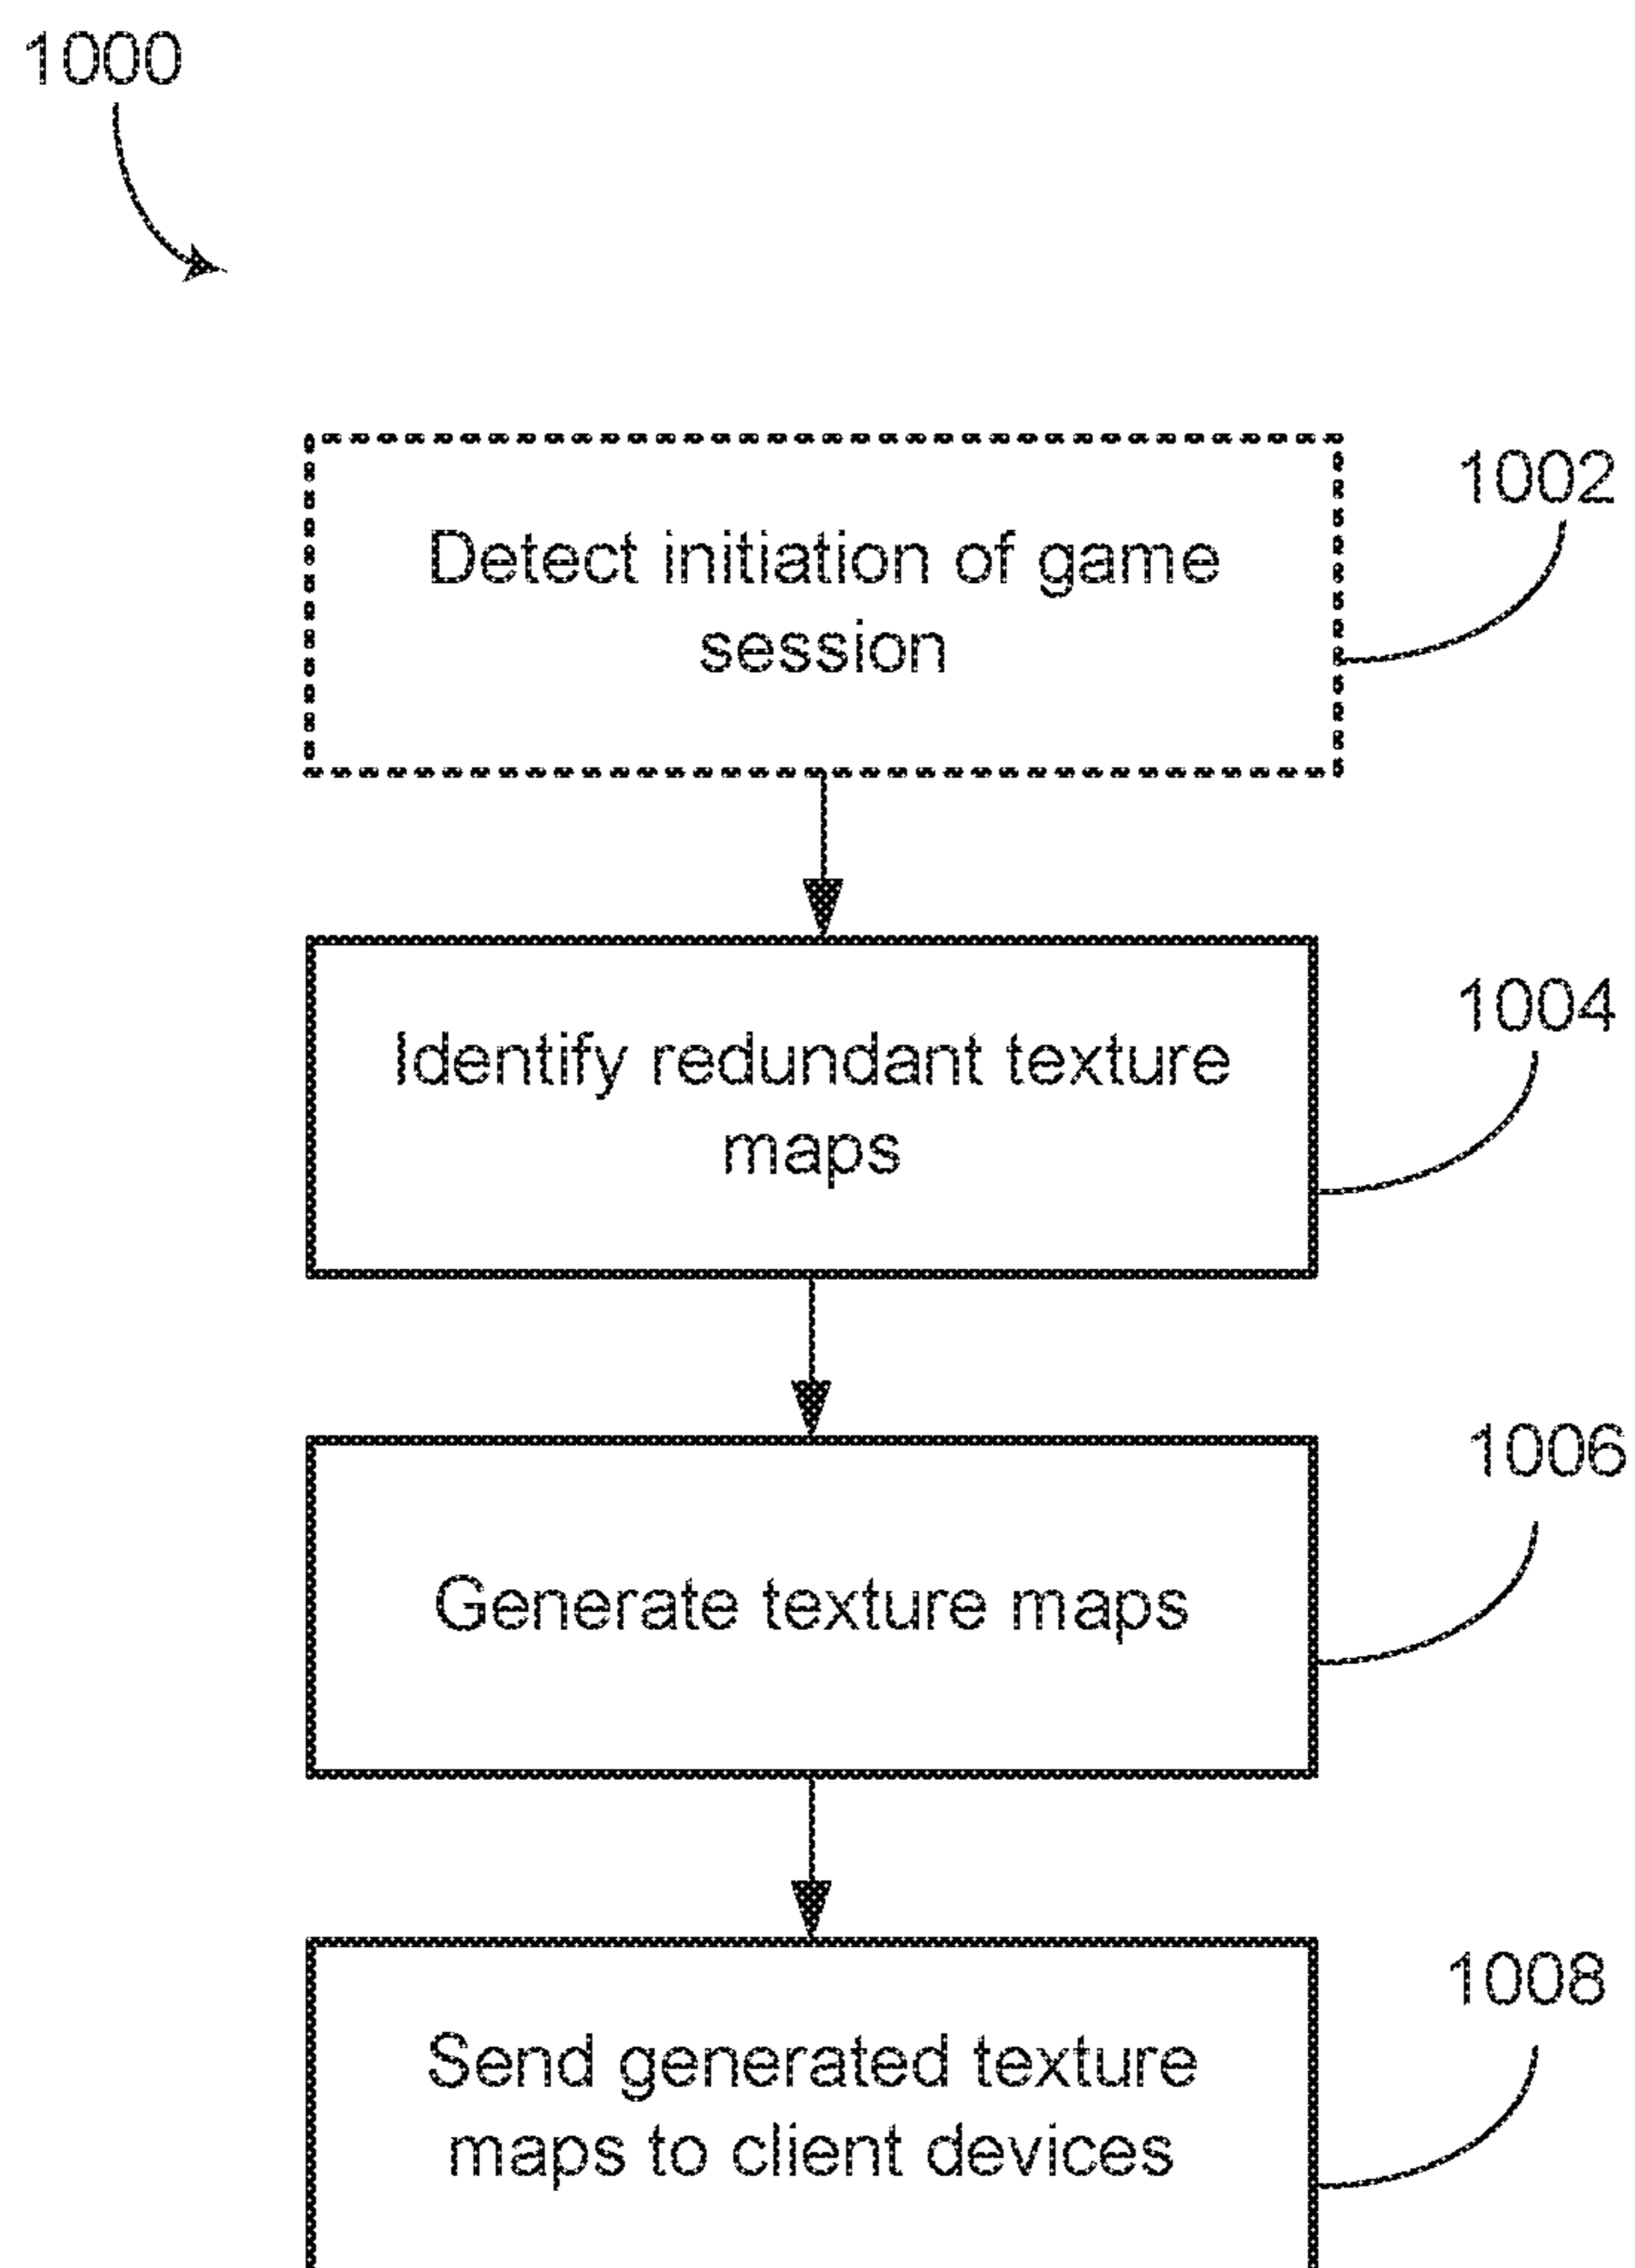 1000
1002
Detect initiation of game
session
1004
Identify redundant texture
maps
1006
Generate texture maps
1008
Send generated texture
maps to client devices